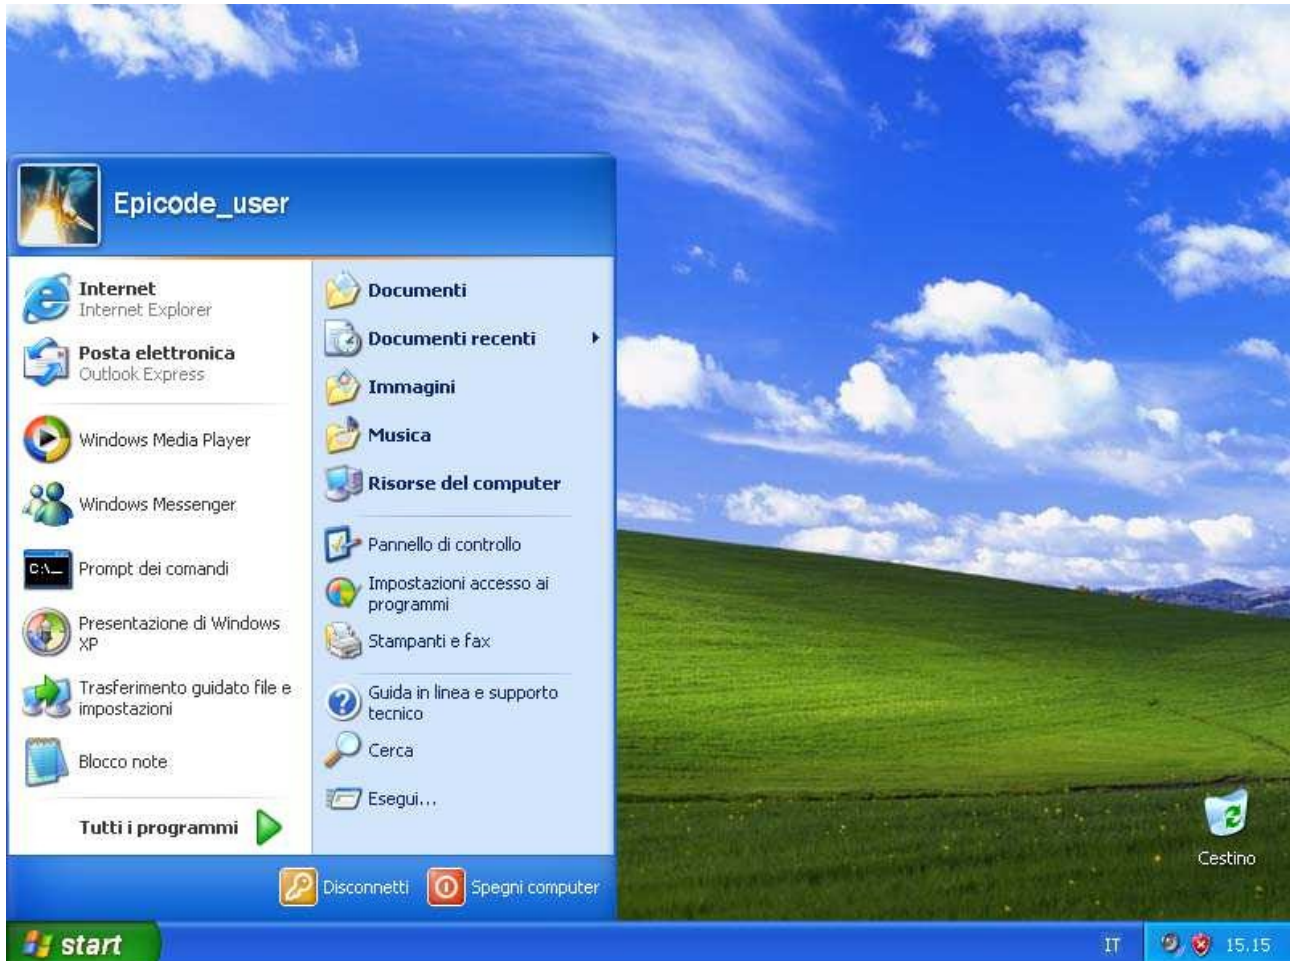 Epicode_user
Internet
Internet Explorer
Posta elettronica
Outlook Express
Windows Media Player
Windows Messenger
C:\_
Prompt dei comandi
Presentazione di Windows
XP
Trasferimento guidato file e
impostazioni
Blocco note
Tutti i programmi
Documenti
Documenti recenti
Immagini
Musica
Risorse del computer
Pannello di controllo
Impostazioni accesso ai
programmi
Stampanti e fax
Guida in linea e supporto
tecnico
Cerca
Esegui...
Cestino
Disconnetti
Spegni computer
start
IT
15.15